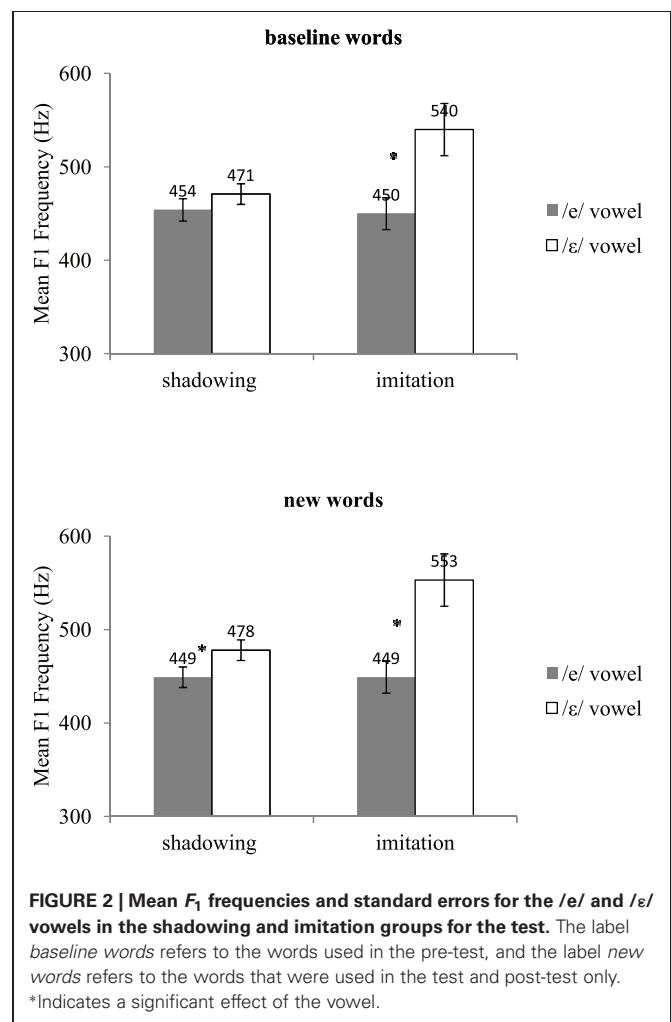 baseline words
600
500
400
300
Mean F1 Frequency (Hz)
454
471
*
450
540
shadowing
imitation
/e/ vowel
/ɛ/ vowel
new words
600
500
400
300
Mean F1 Frequency (Hz)
449
*
478
449
*
553
shadowing
imitation
/e/ vowel
/ɛ/ vowel
FIGURE 2 | Mean F1 frequencies and standard errors for the /e/ and /ɛ/
vowels in the shadowing and imitation groups for the test. The label
baseline words refers to the words used in the pre-test, and the label new
words refers to the words that were used in the test and post-test only.
*Indicates a significant effect of the vowel.